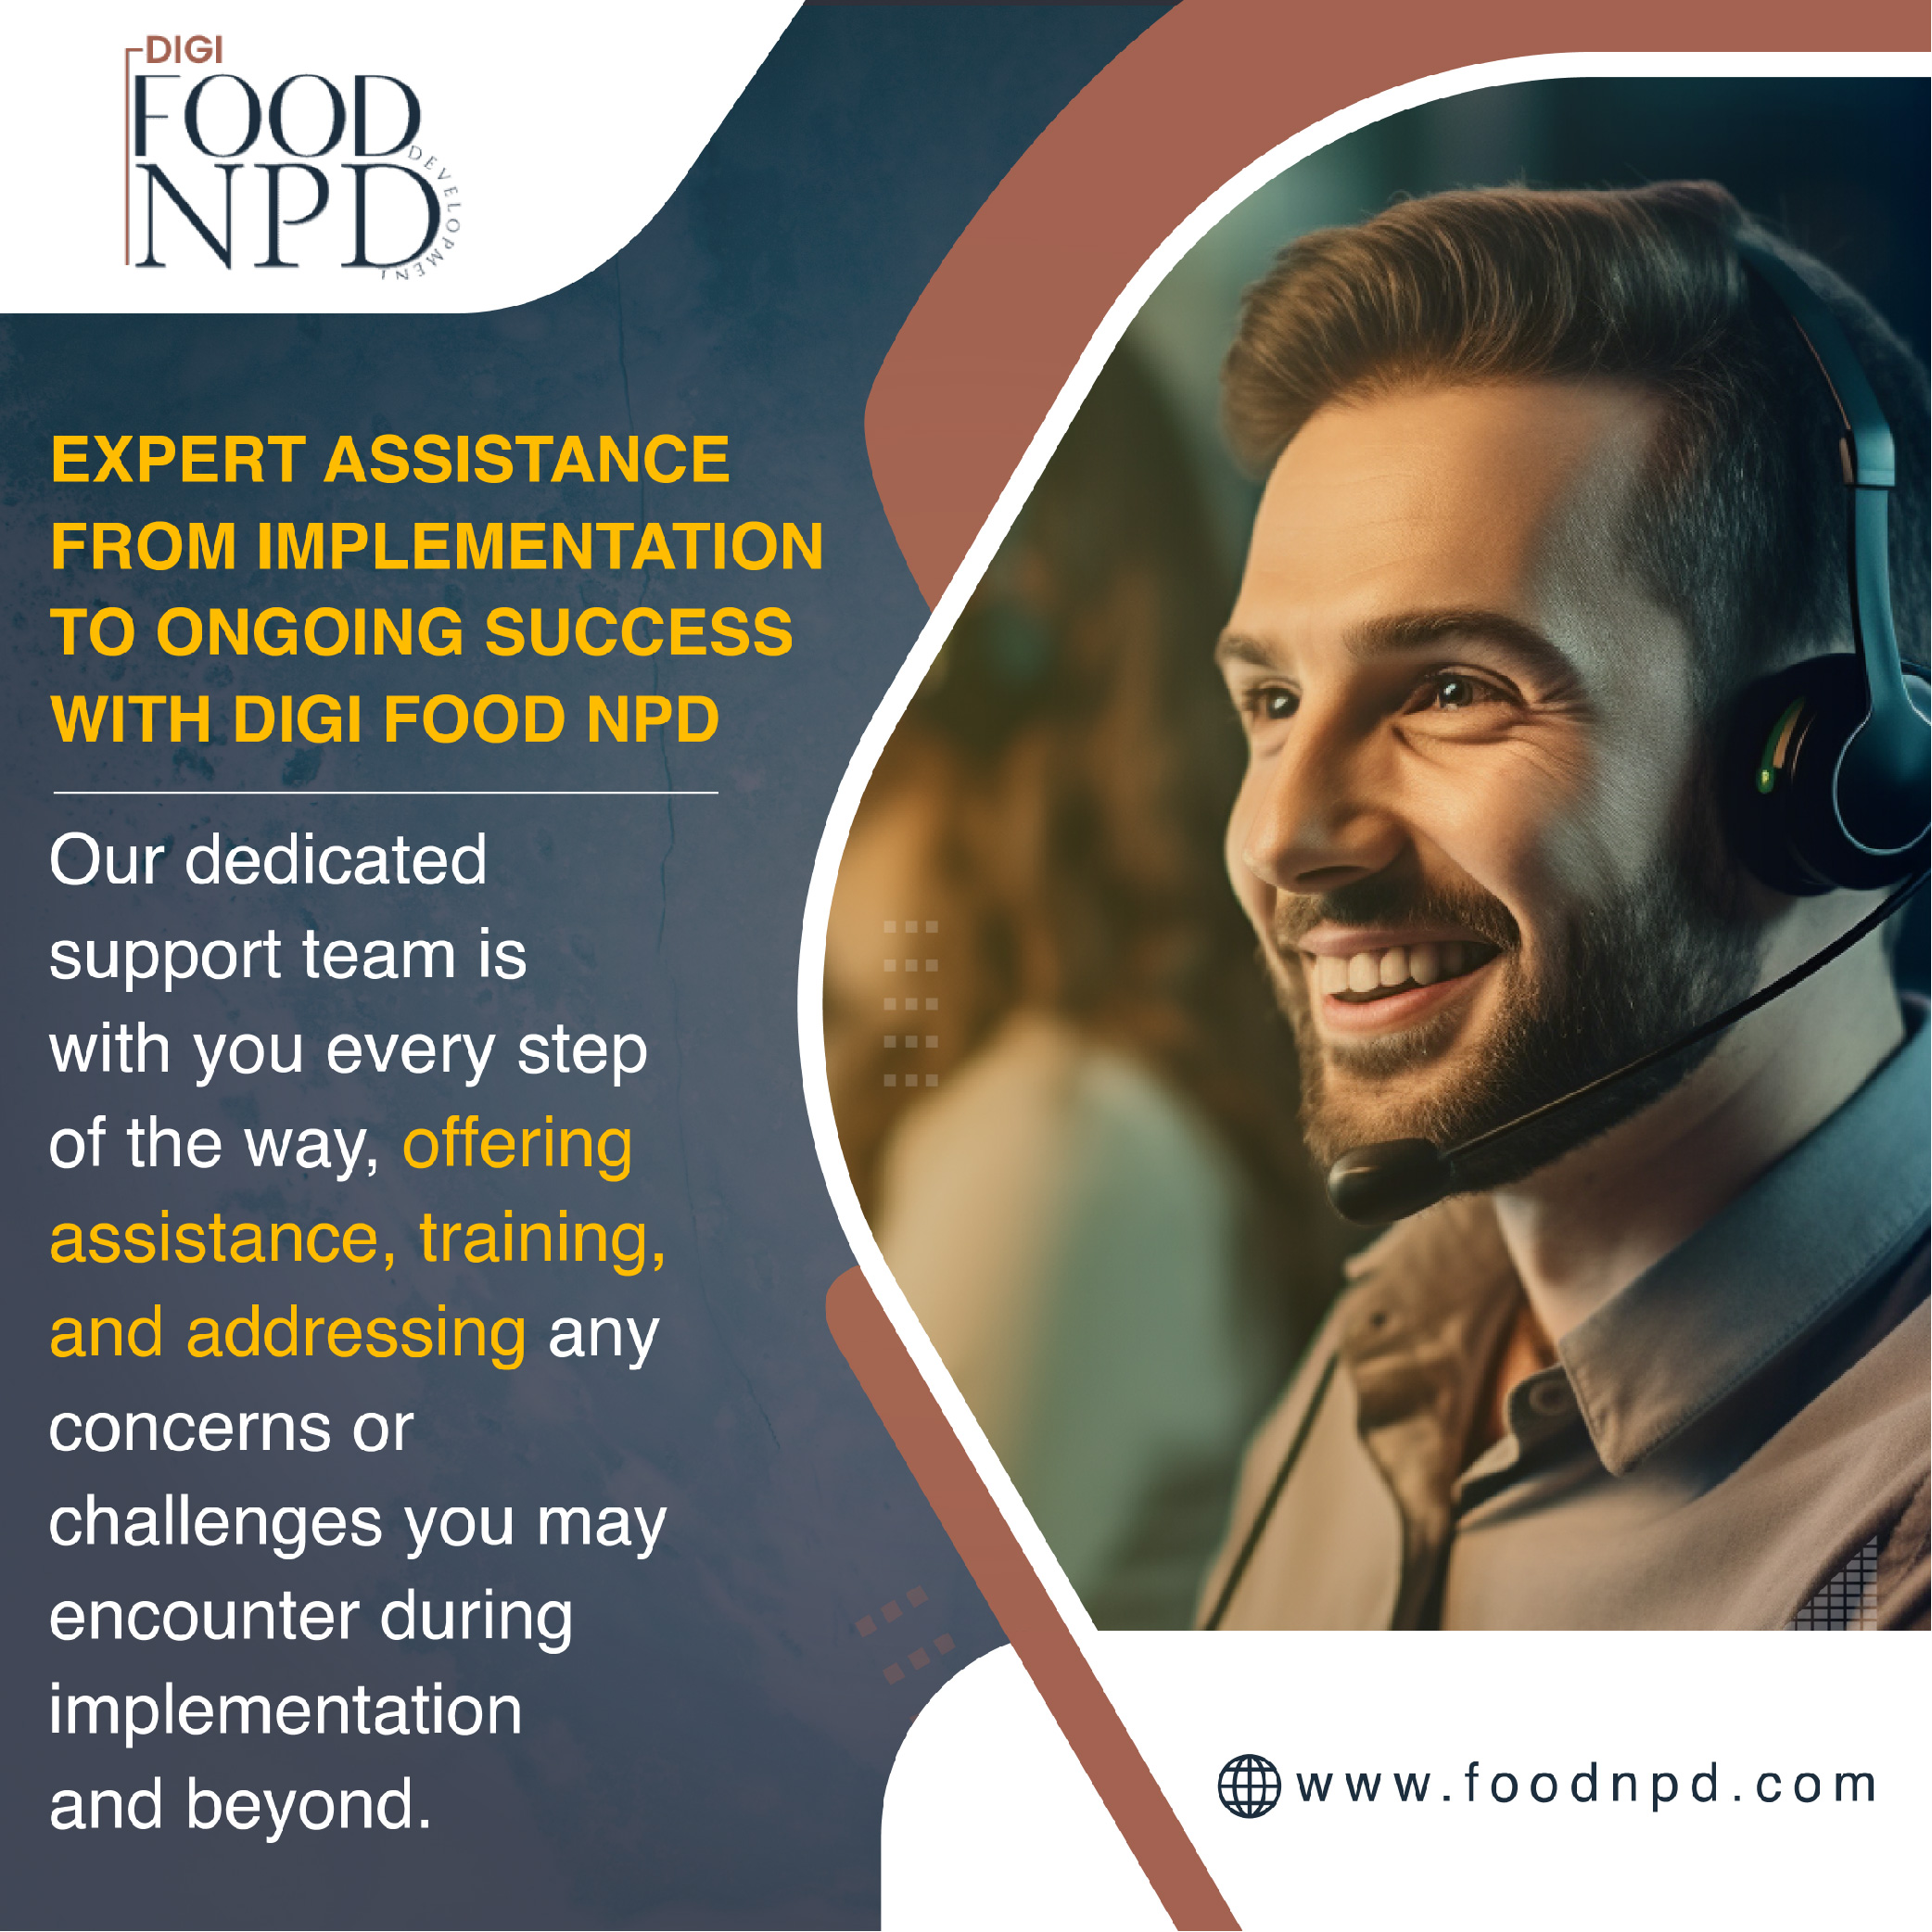 DIGI
FOOD
NPD
DEVELOPMENT
EXPERT ASSISTANCE
FROM IMPLEMENTATION
TO ONGOING SUCCESS
WITH DIGI FOOD NPD
Our dedicated
support team is
with you every step
of the way, offering
assistance, training,
and addressing any
concerns or
challenges you may
encounter during
implementation
and beyond.
www.foodnpd.com